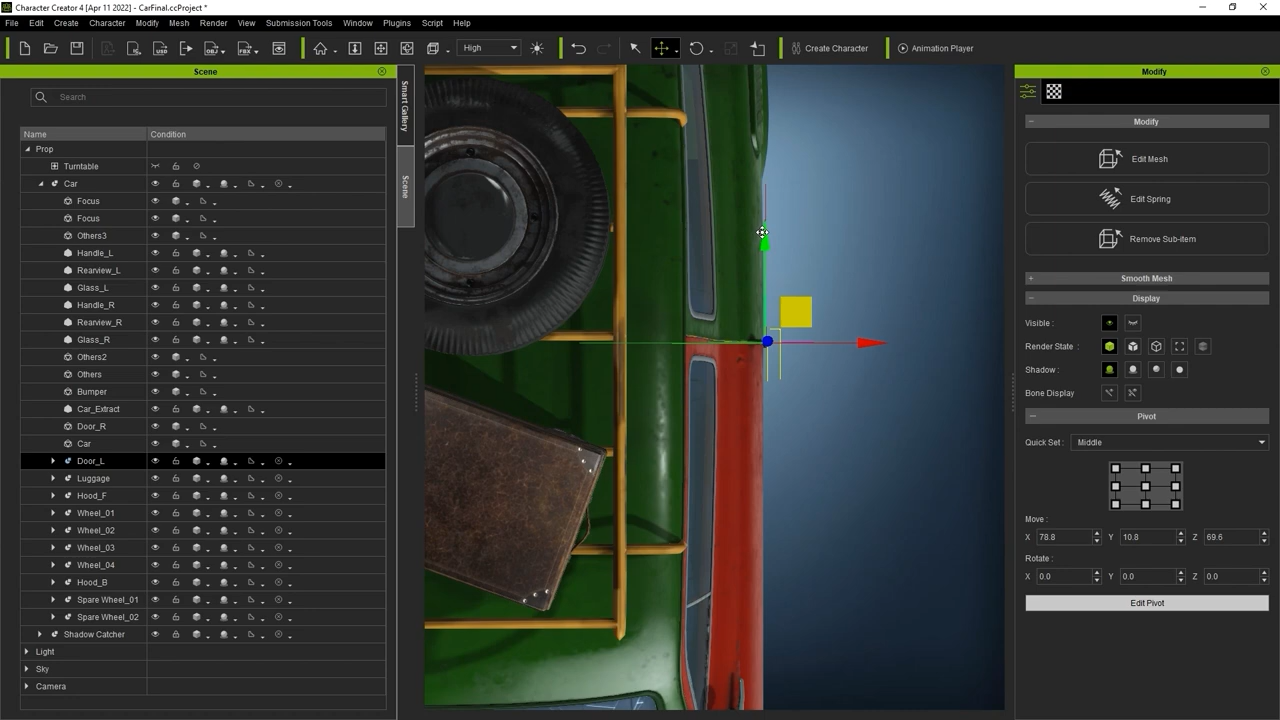 Character Creator 4 [Apr 11 2022] - CarFinal.ccProject *
File Edit Create Character Modify Mesh Render View Submission Tools Window Plugins Script Help
USD OBJ FBX High Create Character Animation Player
Scene
Modify
Search
Smart Gallery
Scene
Name Condition
Prop
Turntable
Car
Focus
Focus
Others3
Handle_L
Rearview_L
Glass_L
Handle_R
Rearview_R
Glass_R
Others2
Others
Bumper
Car_Extract
Door_R
Car
Door_L
Luggage
Hood_F
Wheel_01
Wheel_02
Wheel_03
Wheel_04
Hood_B
Spare Wheel_01
Spare Wheel_02
Shadow Catcher
Light
Sky
Camera
Modify
Edit Mesh
Edit Spring
Remove Sub-item
Smooth Mesh
Display
Visible :
Render State :
Shadow :
Bone Display
Pivot
Quick Set : Middle
Move :
X 78.8 Y 10.8 Z 69.6
Rotate :
X 0.0 Y 0.0 Z 0.0
Edit Pivot